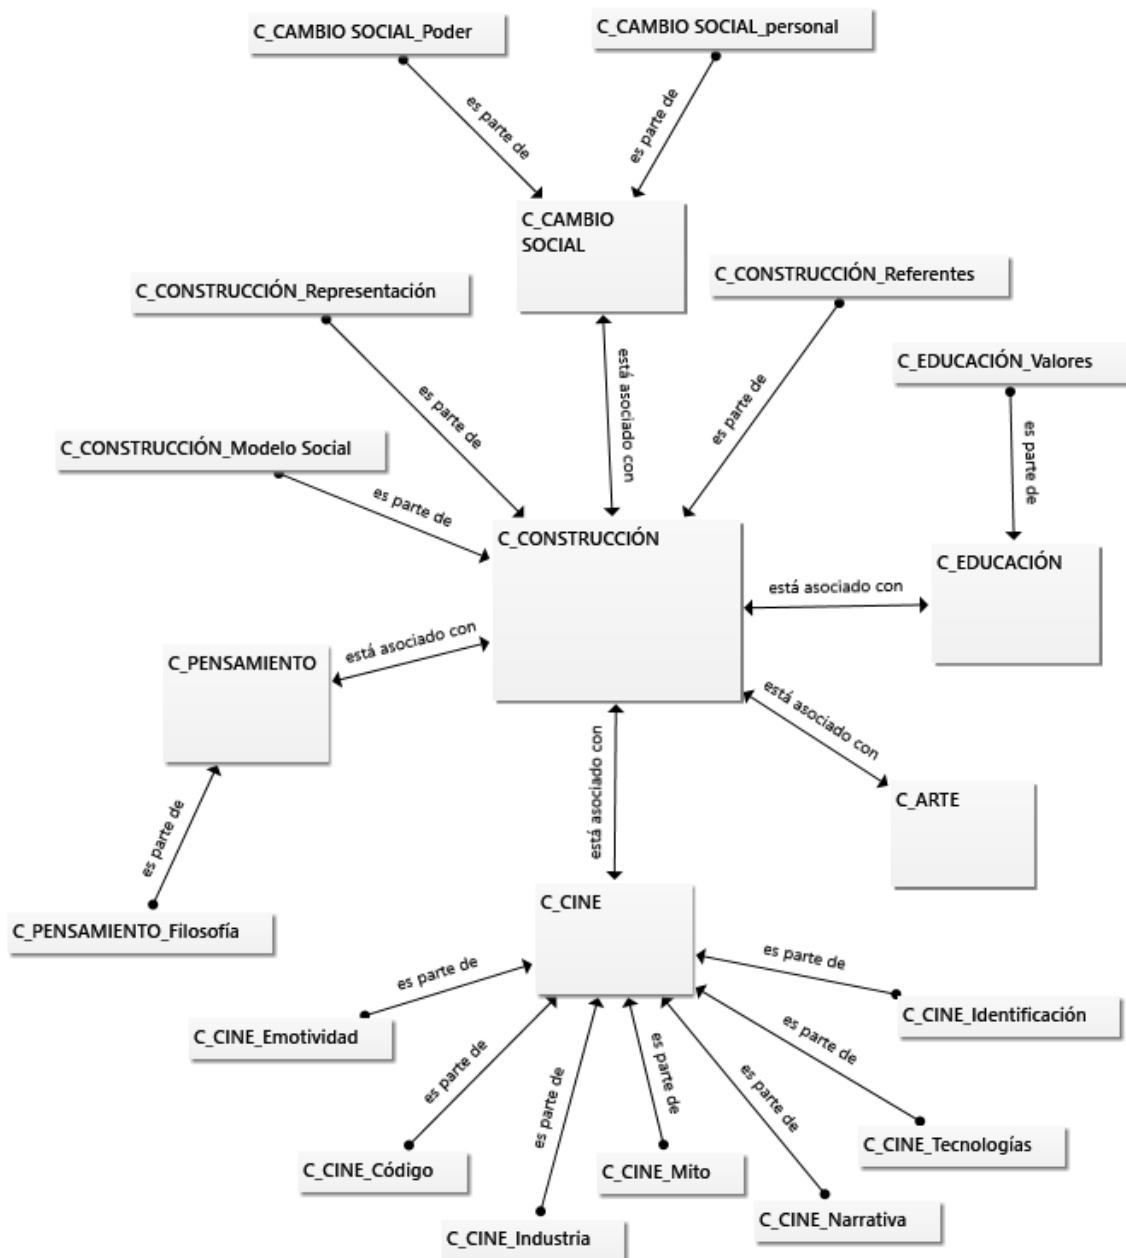 C_CAMBIO SOCIAL_Poder
C_CAMBIO SOCIAL_personal
es parte de
es parte de
C_CAMBIO
SOCIAL
C_CONSTRUCCIÓN_Referentes
C_CONSTRUCCIÓN_Representación
está asociado con
C_EDUCACIÓN_Valores
es parte de
es parte de
es parte de
C_CONSTRUCCIÓN_Modelo Social
es parte de
C_CONSTRUCCIÓN
C_EDUCACIÓN
está asociado con
está asociado con
C_PENSAMIENTO
está asociado con
está asociado con
C_ARTE
es parte de
C_CINE
C_PENSAMIENTO_Filosofía
es parte de
es parte de
C_CINE_Identificación
C_CINE_Emotividad
es parte de
es parte de
es parte de
es parte de
es parte de
C_CINE_Tecnologías
C_CINE_Código
C_CINE_Mito
C_CINE_Narrativa
C_CINE_Industria